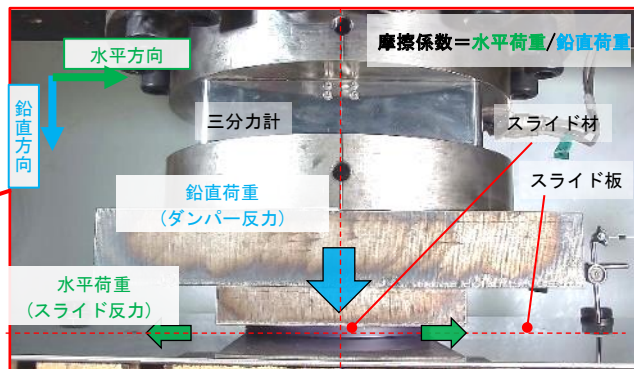 水平方向
摩擦係数＝水平荷重/鉛直荷重
鉛直方向
三分力計
スライド材
スライド板
鉛直荷重
（ダンパー反力）
水平荷重
（スライド反力）